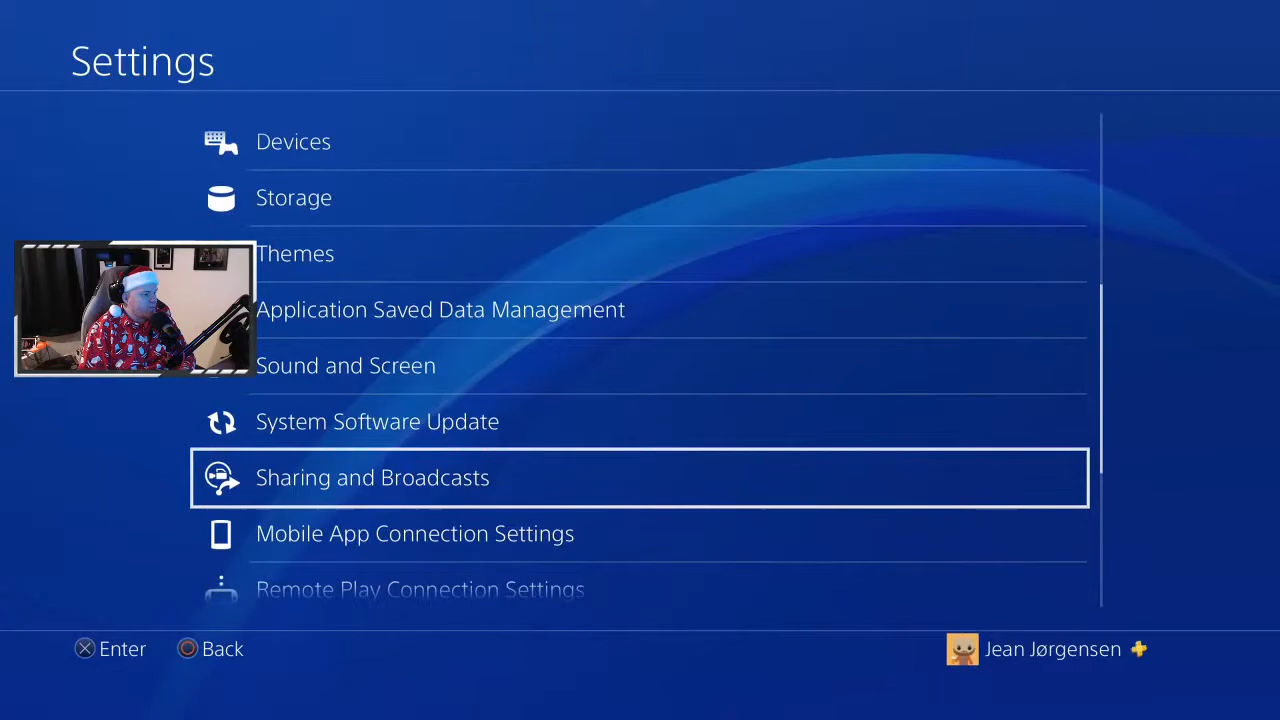 Settings
Devices
Storage
Themes
Application Saved Data Management
Sound and Screen
System Software Update
Sharing and Broadcasts
Mobile App Connection Settings
Remote Play Connection Settings
Enter Back Jean Jørgensen